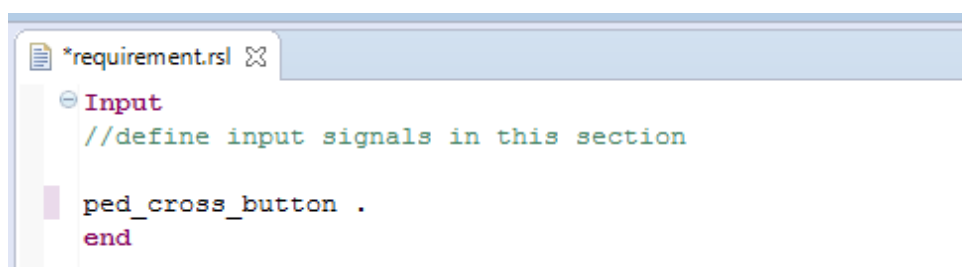 *requirement.rsl
Input
//define input signals in this section
ped_cross_button .
end